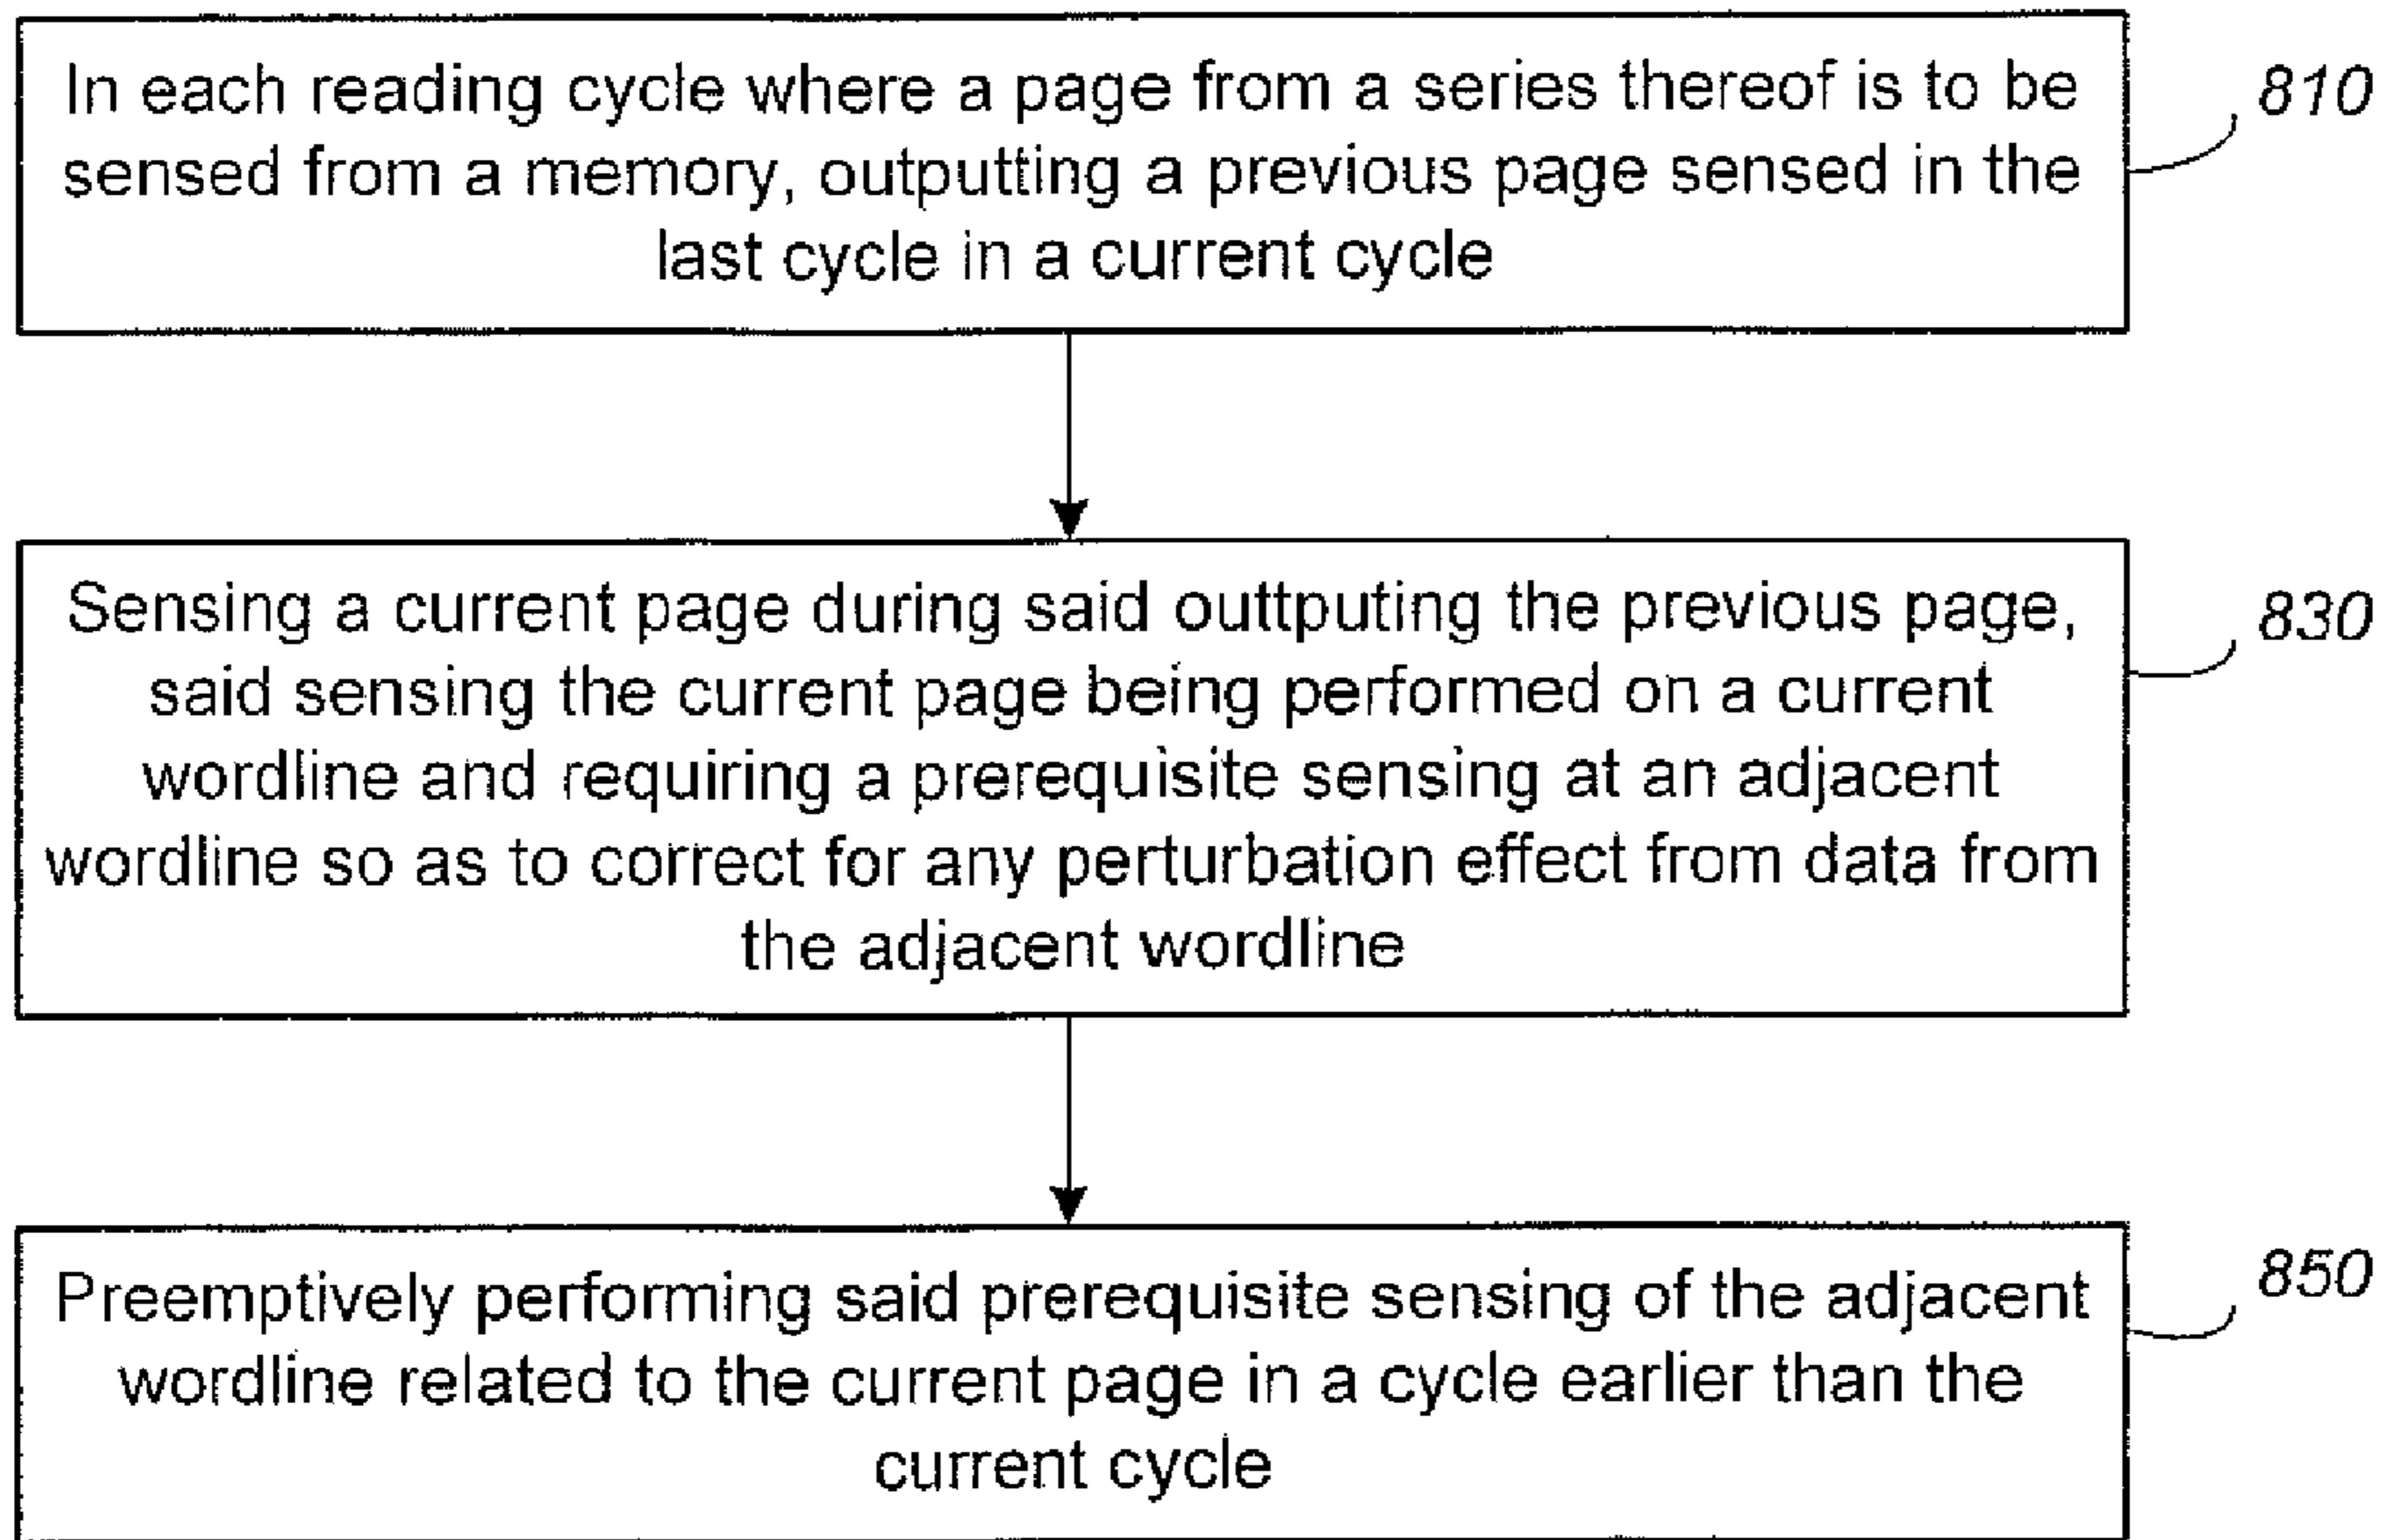 In each reading cycle where a page from a series thereof is to be
sensed from a memory, outputting a previous page sensed in the
last cycle in a current cycle
810
Sensing a current page during said outtputing the previous page,
said sensing the current page being performed on a current
wordline and requiring a prerequisite sensing at an adjacent
wordline so as to correct for any perturbation effect from data from
the adjacent wordline
830
Preemptively performing said prerequisite sensing of the adjacent
wordline related to the current page in a cycle earlier than the
current cycle
850